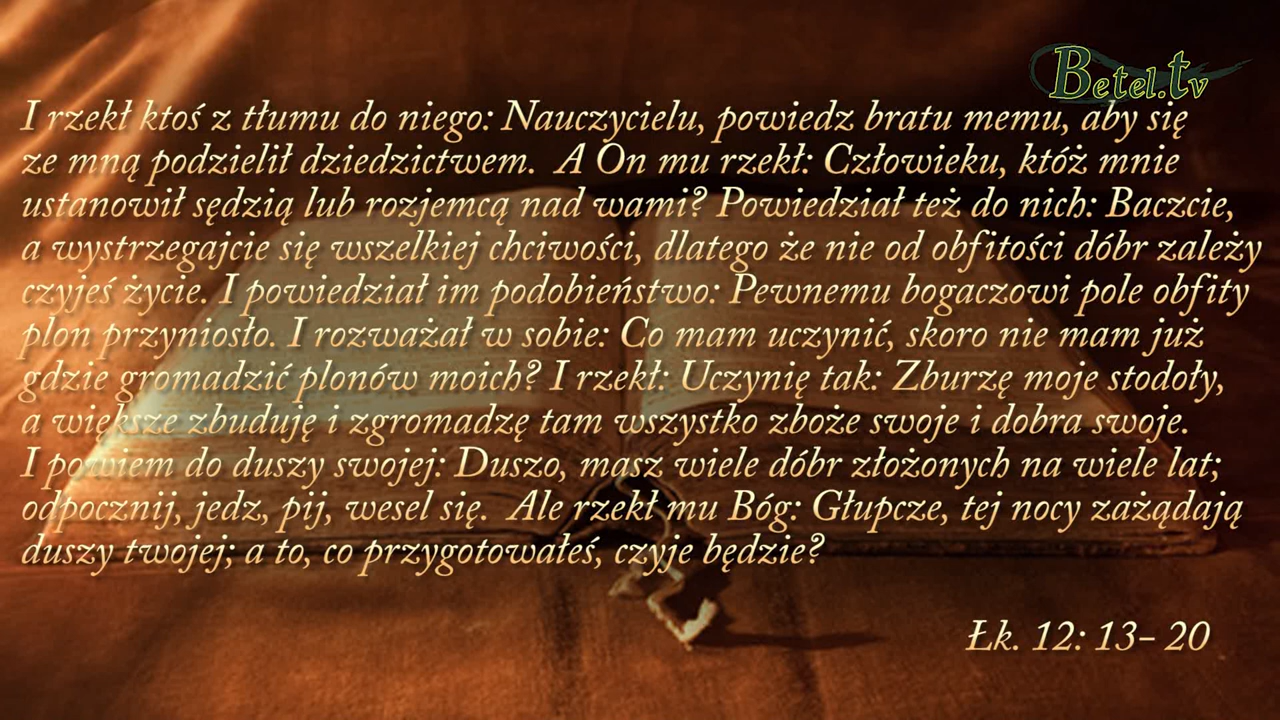 Betel.tv
I rzekł ktoś z tłumu do niego: Nauczycielu, powiedz bratu memu, aby się
ze mną podzielił dziedzictwem. A On mu rzekł: Człowieku, któż mnie
ustanowił sędzią lub rozjemcą nad wami? Powiedział też do nich: Baczcie,
a wystrzegajcie się wszelkiej chciwości, dlatego że nie od obfitości dóbr zależy
czyjeś życie. I powiedział im podobieństwo: Pewnemu bogaczowi pole obfity
plon przyniosło. I rozważał w sobie: Co mam uczynić, skoro nie mam już
gdzie gromadzić plonów moich? I rzekł: Uczynię tak: Zburzę moje stodoły,
a większe zbuduję i zgromadzę tam wszystko zboże swoje i dobra swoje.
I powiem do duszy swojej: Duszo, masz wiele dóbr złożonych na wiele lat;
odpocznij, jedz, pij, wesel się. Ale rzekł mu Bóg: Głupcze, tej nocy zażądają
duszy twojej; a to, co przygotowałeś, czyje będzie?
Łk. 12: 13- 20